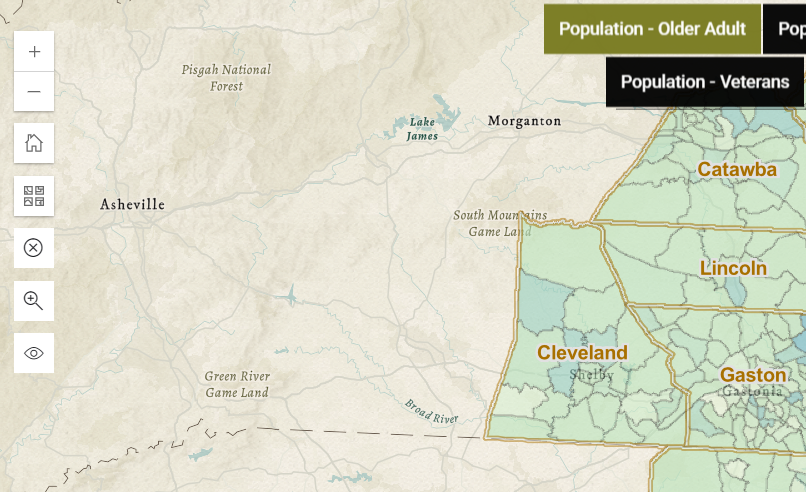 Population - Older Adult
Pop
Population - Veterans
Pisgah National
Forest
Lake
James
Morganton
Catawba
Asheville
South Mountains
Game Land
Lincoln
Cleveland
Shelby
Gaston
Gastonia
Green River
Game Land
Broad River